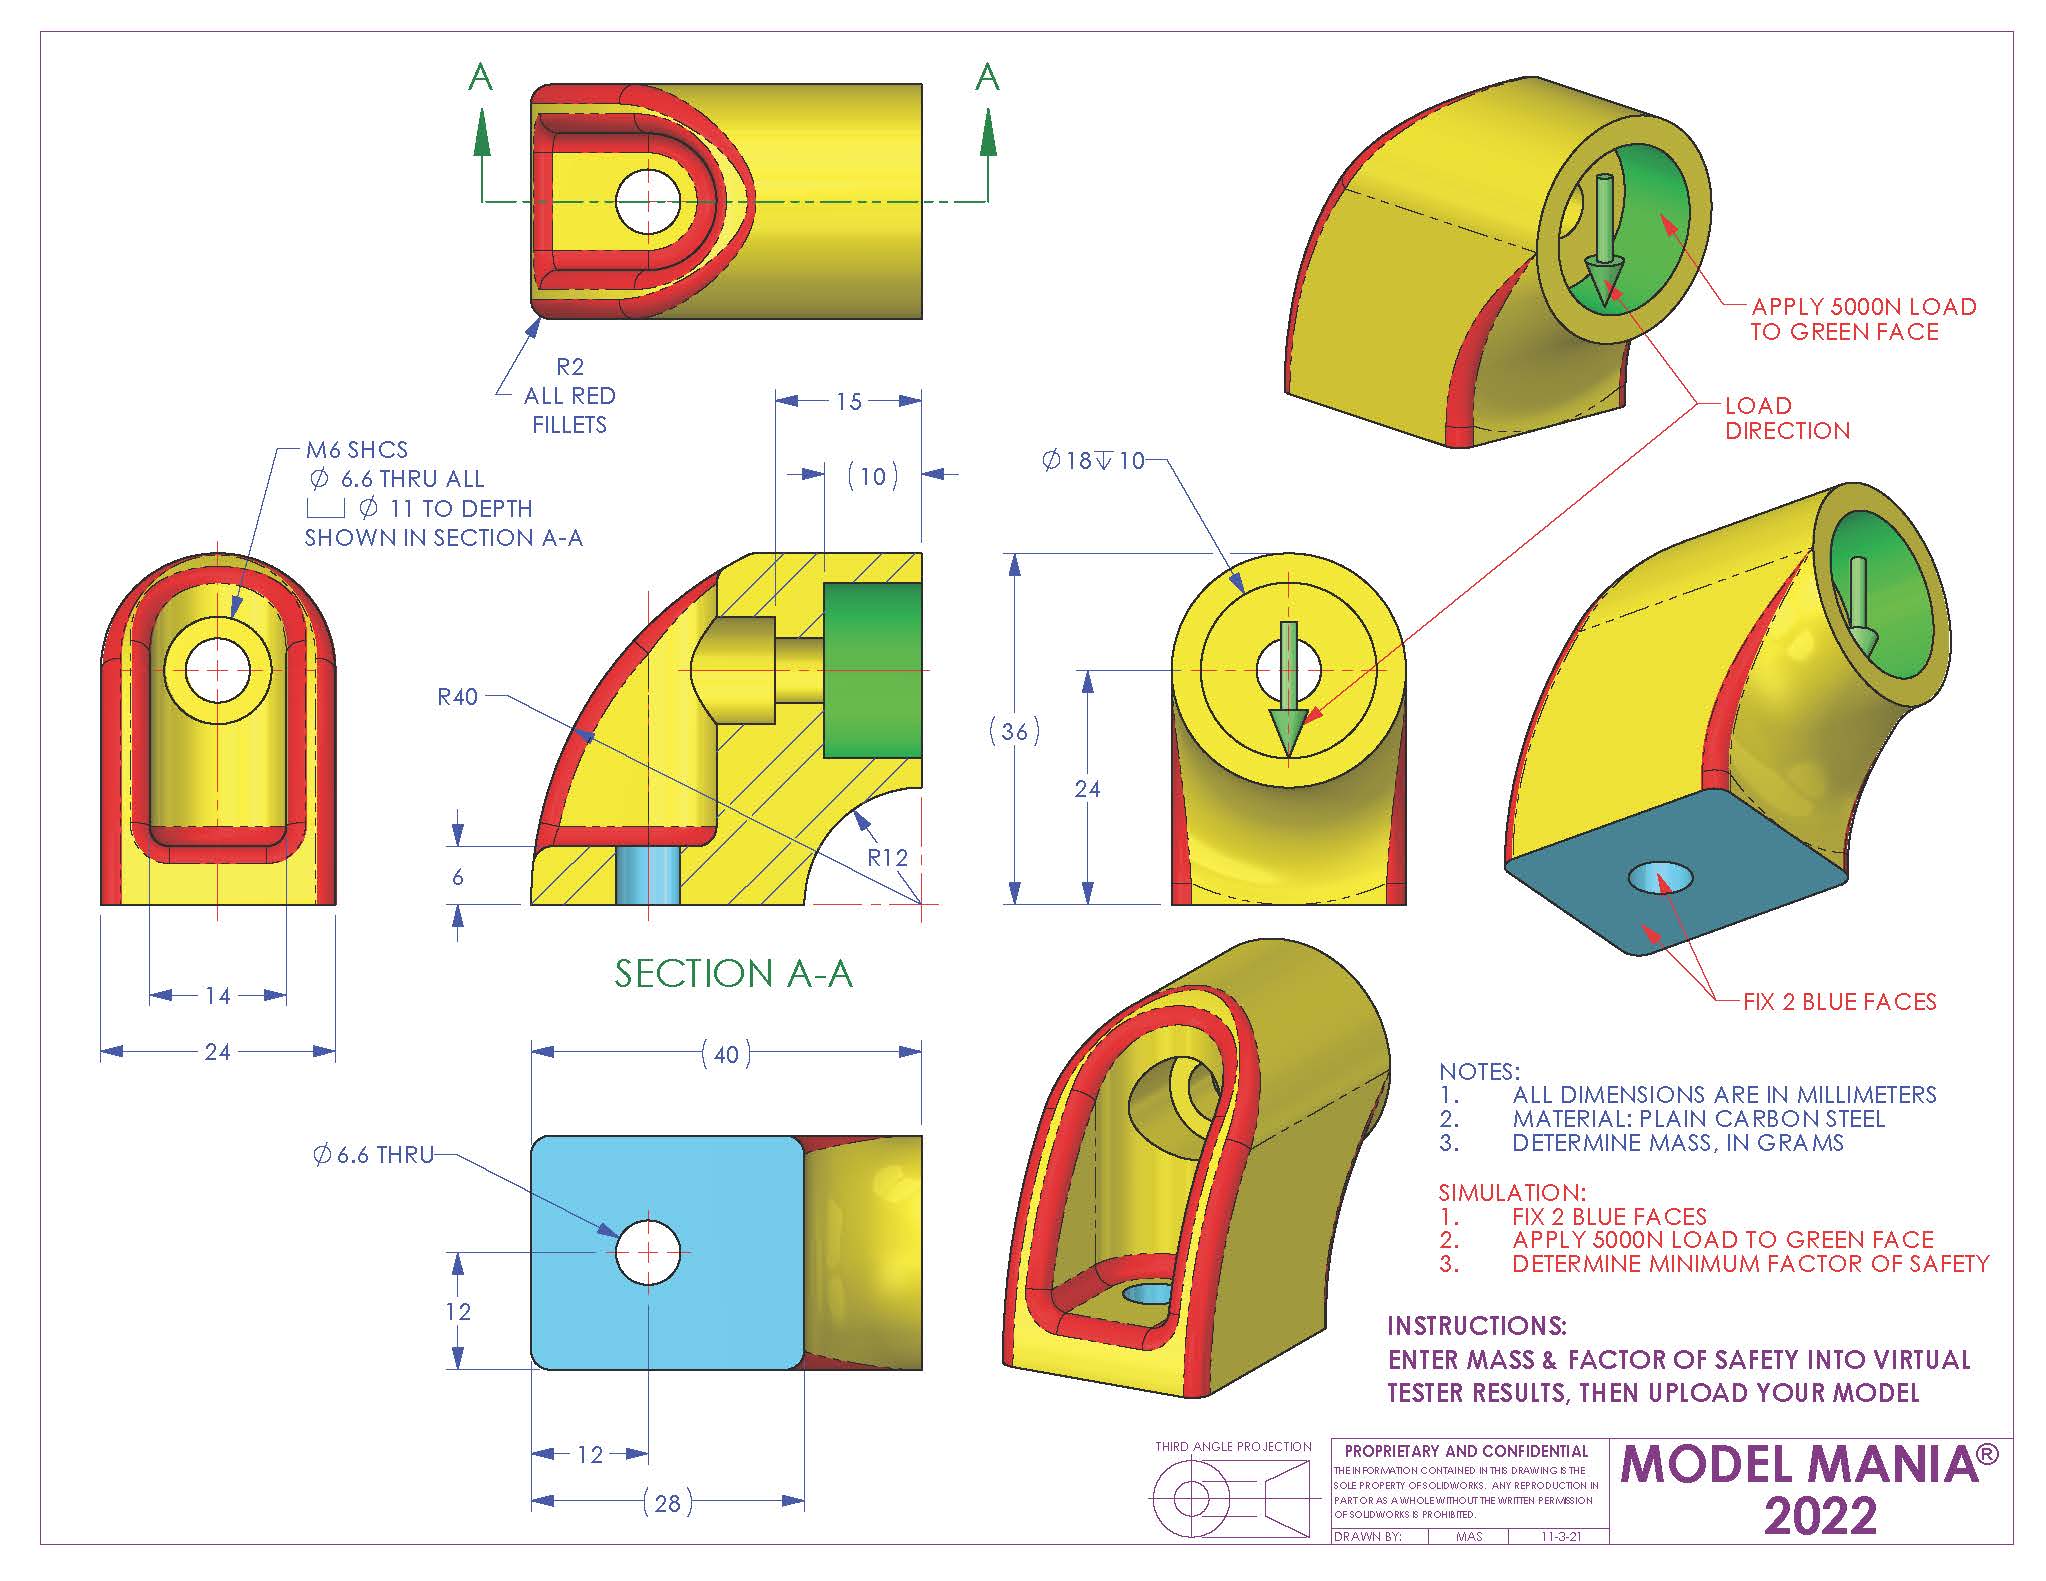 A
A
R2
ALL RED
FILLETS
M6 SHCS
∅ 6.6 THRU ALL
⌴ ∅ 11 TO DEPTH
SHOWN IN SECTION A-A
15
(10)
∅18↧10
APPLY 5000N LOAD
TO GREEN FACE
LOAD
DIRECTION
R40
R12
6
(36)
24
14
24
SECTION A-A
FIX 2 BLUE FACES
(40)
∅6.6 THRU
12
12
(28)
NOTES:
1. ALL DIMENSIONS ARE IN MILLIMETERS
2. MATERIAL: PLAIN CARBON STEEL
3. DETERMINE MASS, IN GRAMS
SIMULATION:
1. FIX 2 BLUE FACES
2. APPLY 5000N LOAD TO GREEN FACE
3. DETERMINE MINIMUM FACTOR OF SAFETY
INSTRUCTIONS:
ENTER MASS & FACTOR OF SAFETY INTO VIRTUAL
TESTER RESULTS, THEN UPLOAD YOUR MODEL
THIRD ANGLE PROJECTION
PROPRIETARY AND CONFIDENTIAL
THE INFORMATION CONTAINED IN THIS DRAWING IS THE
SOLE PROPERTY OF SOLIDWORKS. ANY REPRODUCTION IN
PART OR AS A WHOLE WITHOUT THE WRITTEN PERMISSION
OF SOLIDWORKS IS PROHIBITED.
DRAWN BY: MAS 11-3-21
MODEL MANIA®
2022